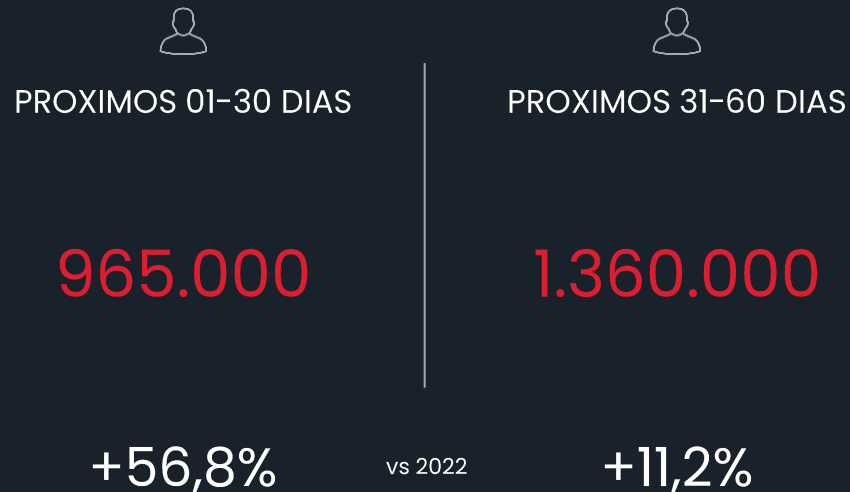 PROXIMOS 01-30 DIAS
965.000
+56,8%
vs 2022
PROXIMOS 31-60 DIAS
1.360.000
+11,2%